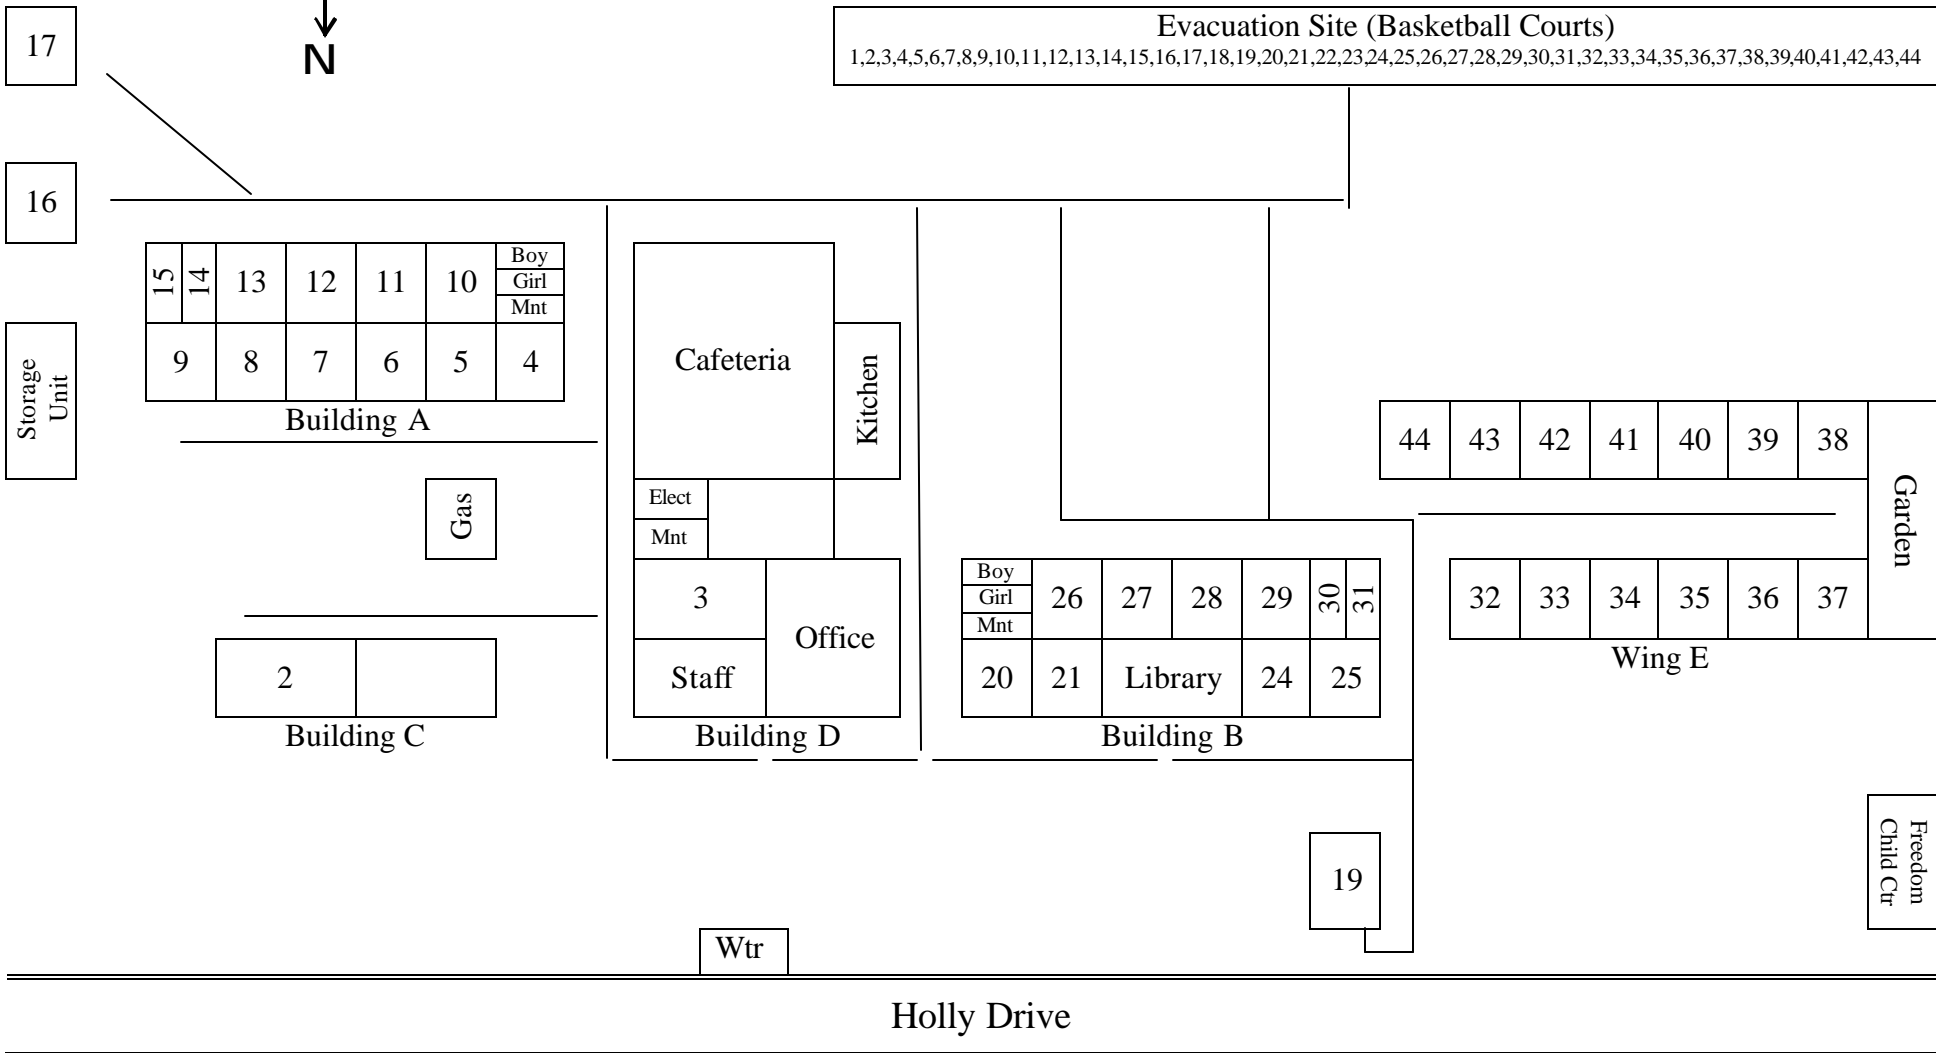 17
N
Evacuation Site (Basketball Courts)
1,2,3,4,5,6,7,8,9,10,11,12,13,14,15,16,17,18,19,20,21,22,23,24,25,26,27,28,29,30,31,32,33,34,35,36,37,38,39,40,41,42,43,44
16
15
14
13
12
11
10
Boy
Girl
Mnt
9
8
7
6
5
4
Building A
Storage
Unit
Gas
2
Building C
Cafeteria
Kitchen
Elect
Mnt
3
Office
Staff
Building D
Boy
Girl
Mnt
26
27
28
29
30
31
20
21
Library
24
25
Building B
44
43
42
41
40
39
38
Garden
32
33
34
35
36
37
Wing E
19
Freedom
Child Ctr
Wtr
Holly Drive